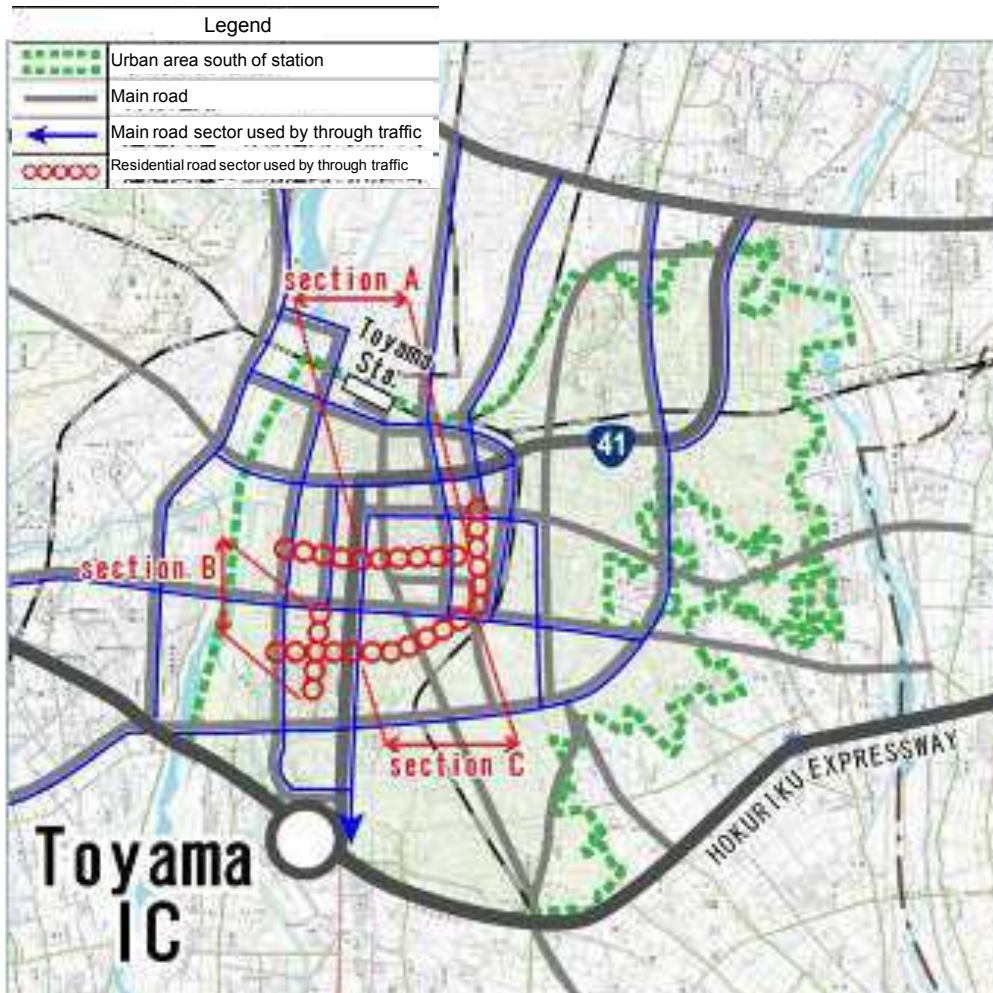 Legend
Urban area south of station
Main road
Main road sector used by through traffic
Residential road sector used by through traffic
section A
Toyama
Sta.
41
section B
section C
HOKURIKU EXPRESSWAY
Toyama
IC